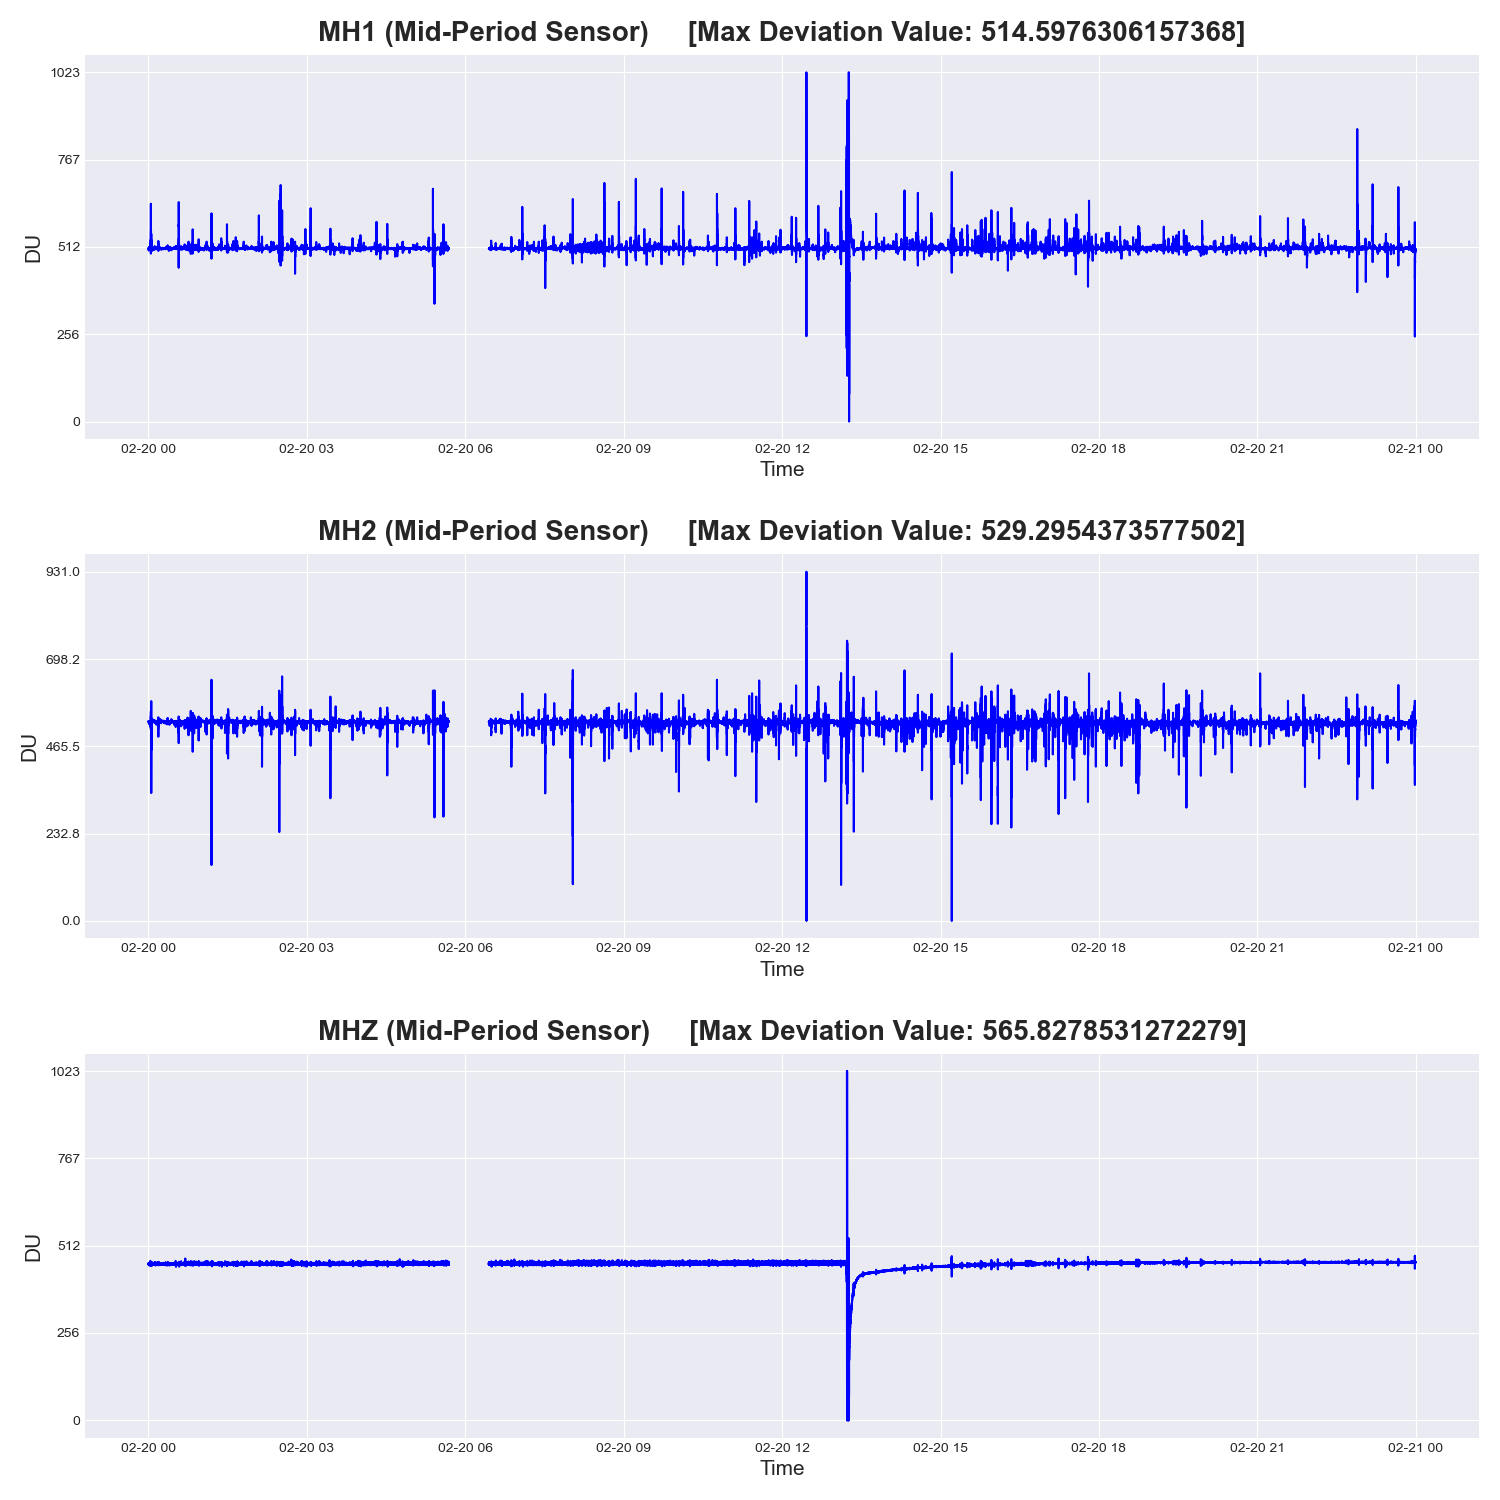 MH1 (Mid-Period Sensor) [Max Deviation Value: 514.5976306157368]
1023
767
512
256
0
DU
02-20 00 02-20 03 02-20 06 02-20 09 02-20 12 02-20 15 02-20 18 02-20 21 02-21 00
Time
MH2 (Mid-Period Sensor) [Max Deviation Value: 529.2954373577502]
931.0
698.2
465.5
232.8
0.0
DU
02-20 00 02-20 03 02-20 06 02-20 09 02-20 12 02-20 15 02-20 18 02-20 21 02-21 00
Time
MHZ (Mid-Period Sensor) [Max Deviation Value: 565.8278531272279]
1023
767
512
256
0
DU
02-20 00 02-20 03 02-20 06 02-20 09 02-20 12 02-20 15 02-20 18 02-20 21 02-21 00
Time